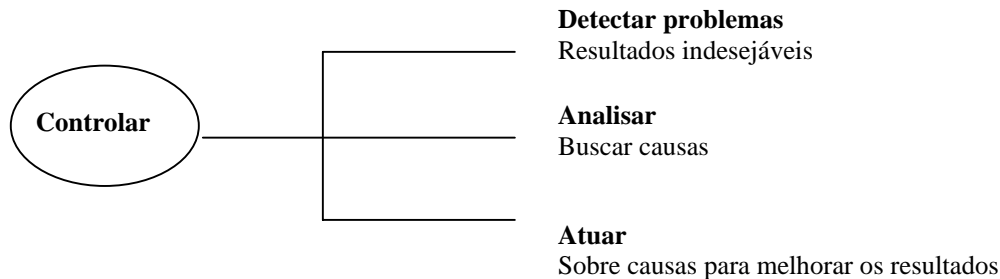 Detectar problemas
Resultados indesejáveis
Controlar
Analisar
Buscar causas
Atuar
Sobre causas para melhorar os resultados